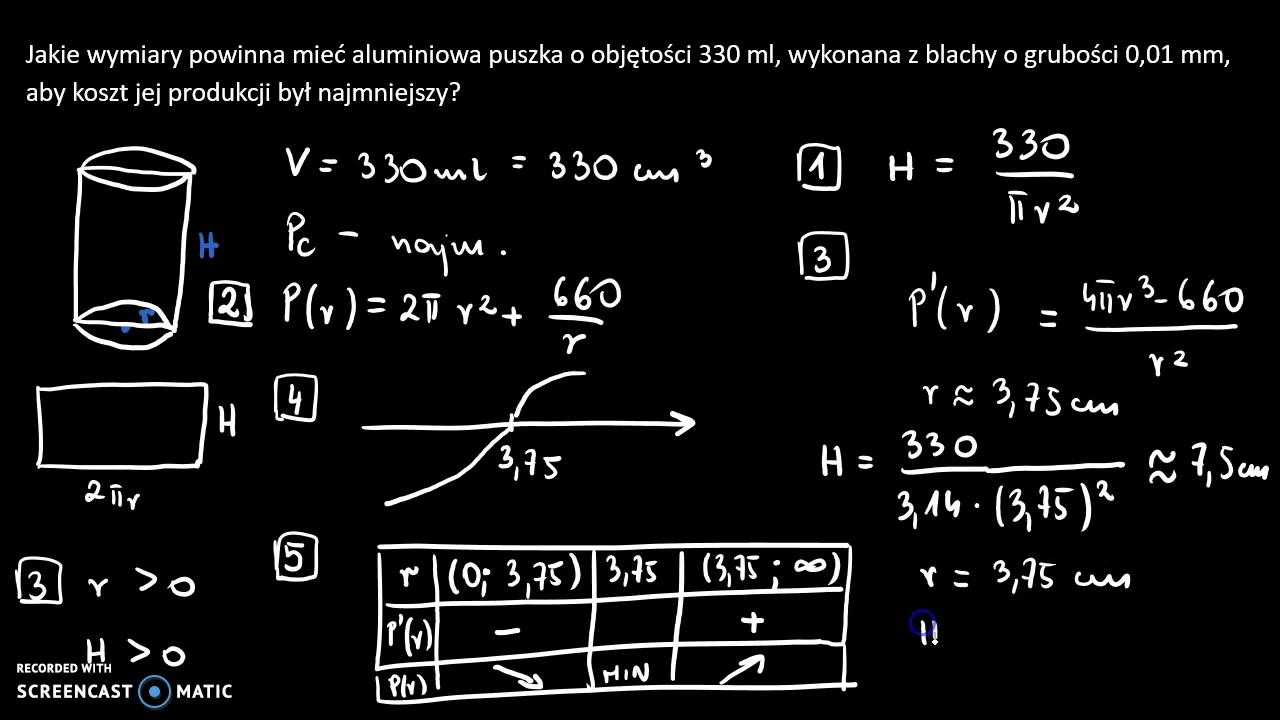 Jakie wymiary powinna mieć aluminiowa puszka o objętości 330 ml, wykonana z blachy o grubości 0,01 mm,
aby koszt jej produkcji był najmniejszy?
H
r
V = 330 ml = 330 cm³
Pc - najm.
[2] P(r) = 2πr² + 660/r
[1] H = 330/πr²
[3]
P'(r) = 4πr³-660/r²
r ≈ 3,75 cm
H = 330/3,14 · (3,75)² ≈ 7,5 cm
r = 3,75 cm
H
H
2πr
[4]
3,75
[3] r > 0
H > 0
[5]
r (0; 3,75) 3,75 (3,75; ∞)
P'(r) - +
P(r) ↘ MIN ↗
RECORDED WITH
SCREENCAST MATIC